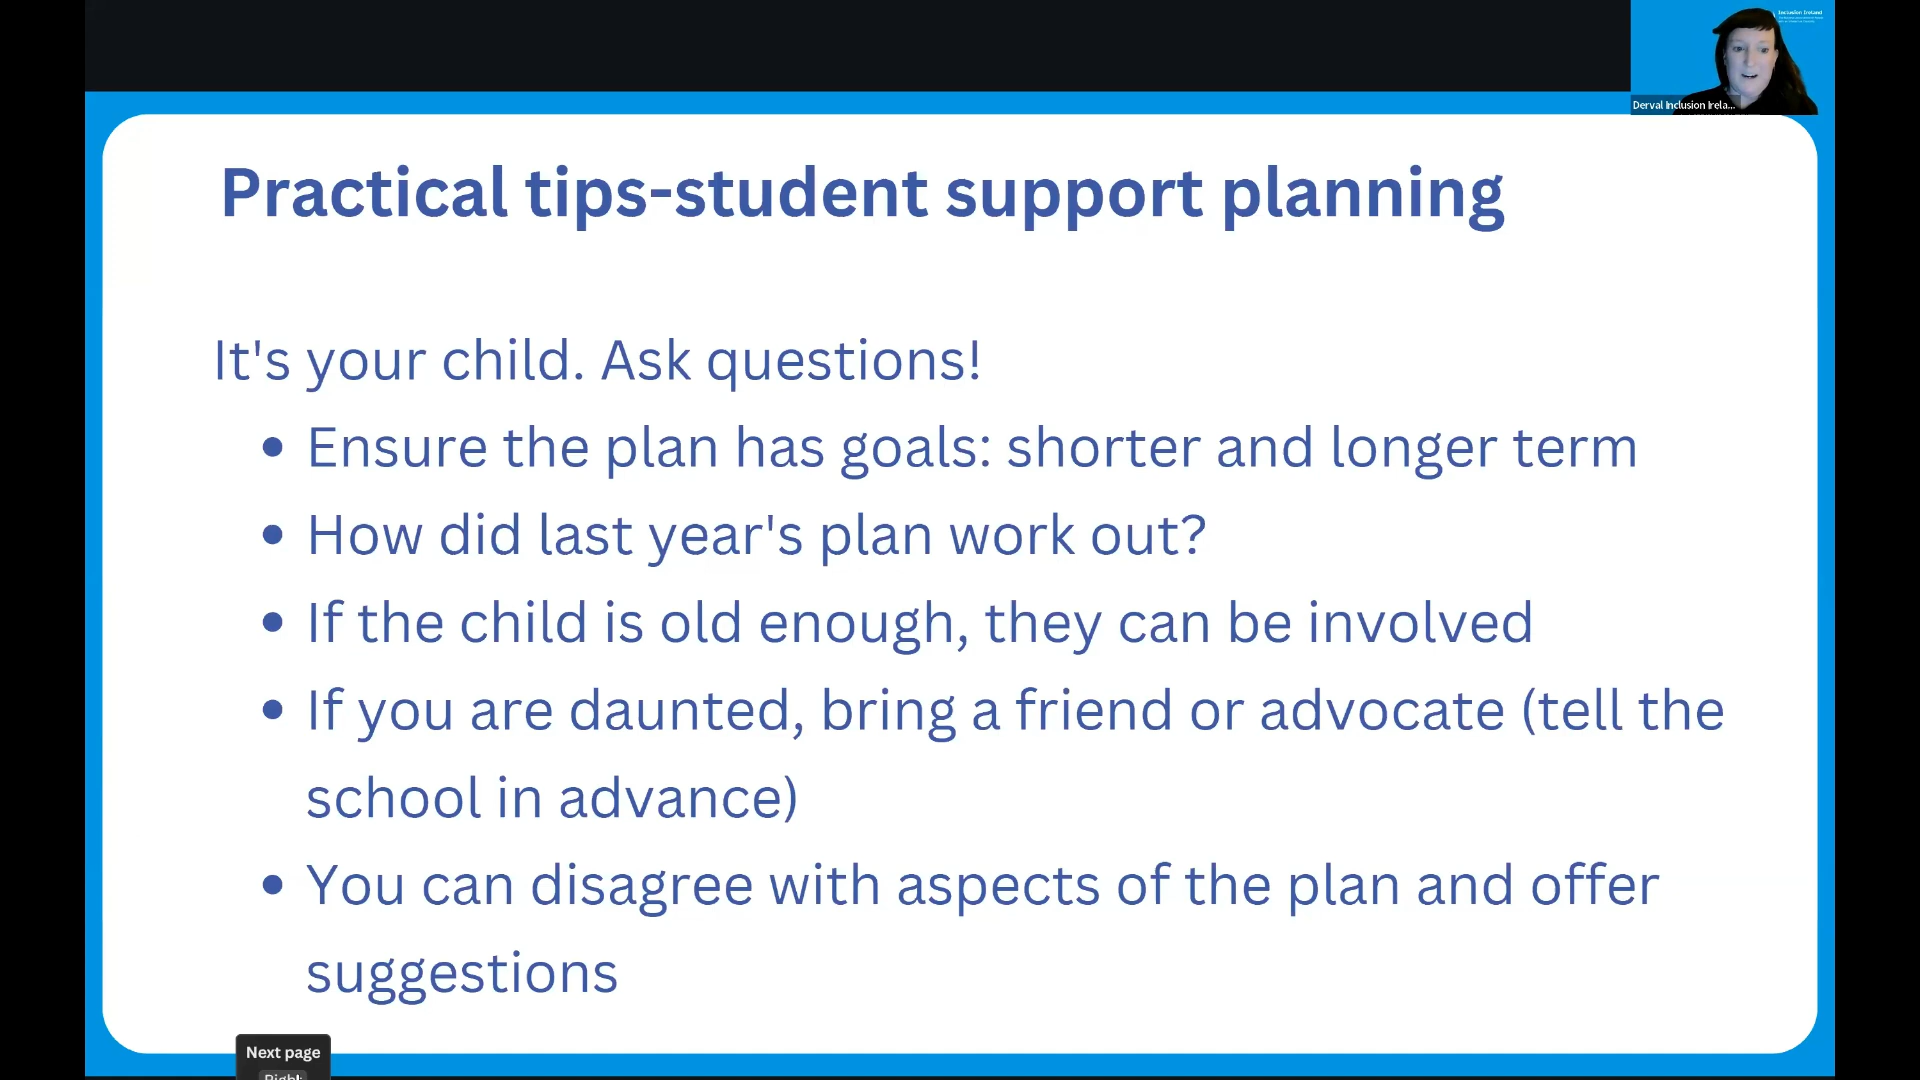 Inclusion Ireland
Derval Inclusion Irela...
Practical tips-student support planning
It's your child. Ask questions!
• Ensure the plan has goals: shorter and longer term
• How did last year's plan work out?
• If the child is old enough, they can be involved
• If you are daunted, bring a friend or advocate (tell the
school in advance)
• You can disagree with aspects of the plan and offer
suggestions
Next page
Right